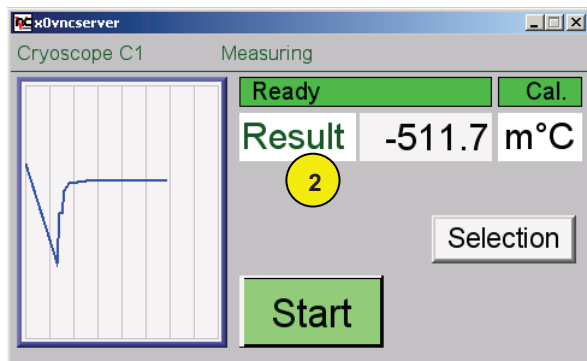 x0vncserver
Cryoscope C1 Measuring
Ready Cal.
Result -511.7 m°C
2
Selection
Start